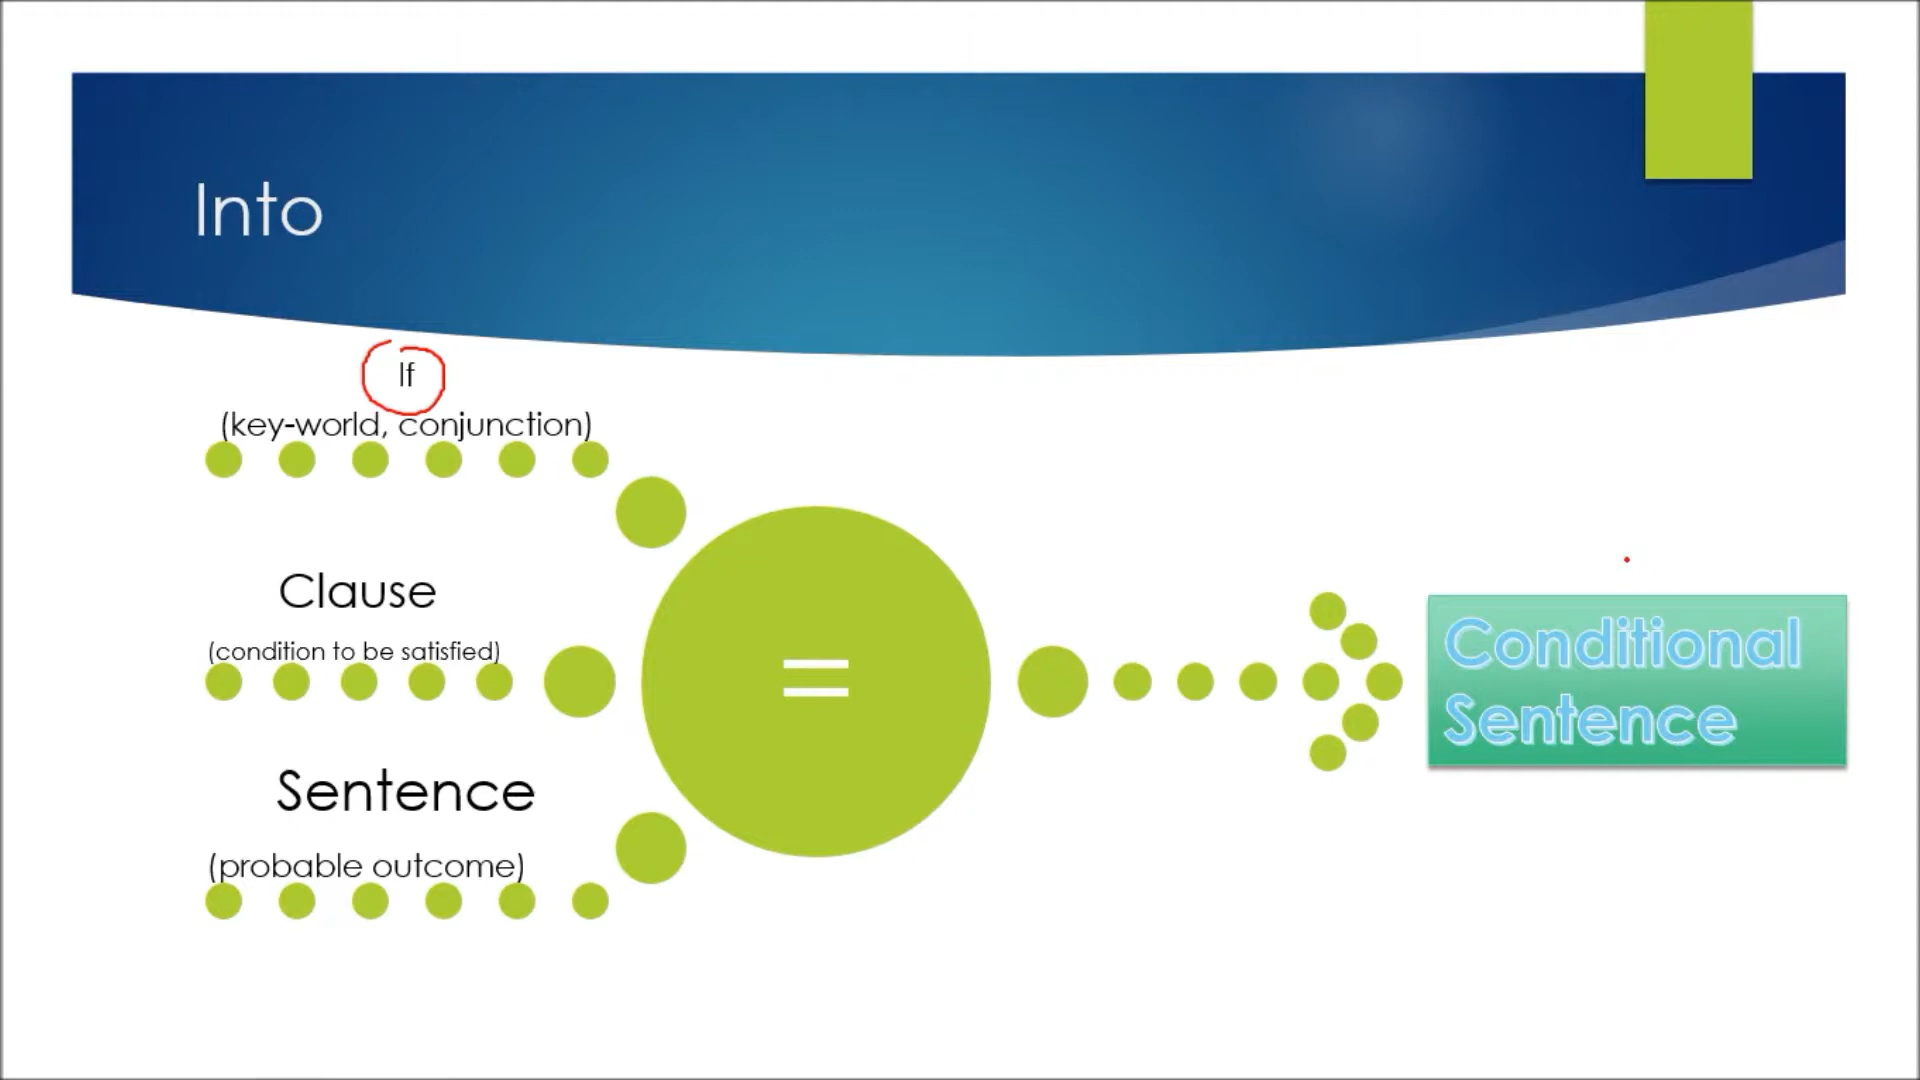 Into
If
(key-world, conjunction)
Clause
(condition to be satisfied)
Sentence
(probable outcome)
=
Conditional
Sentence